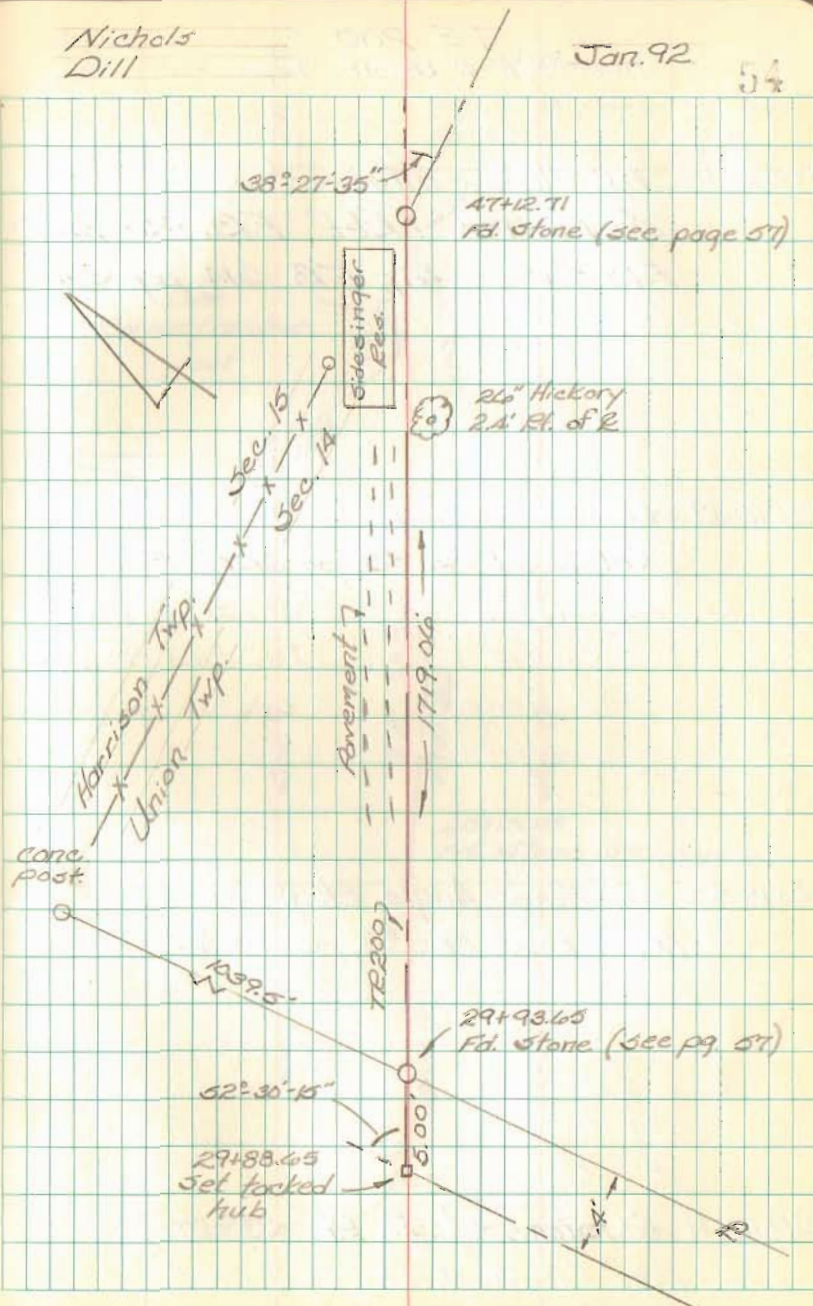 Nichols
Dill
Jan. 92
54
38°-27'-35"
47+12.71
Fd. Stone (see page 57)
Sidesinger
Res.
26" Hickory
2.4' Rt. of ℄
Sec. 15
Sec. 14
Harrison Twp.
Union Twp.
Pavement
1719.06'
conc.
post.
TR200
1039.5'
29+93.65
Fd. Stone (see pg. 57)
52°-30'-15"
5.00'
29+88.65
Set tacked
hub
.4'